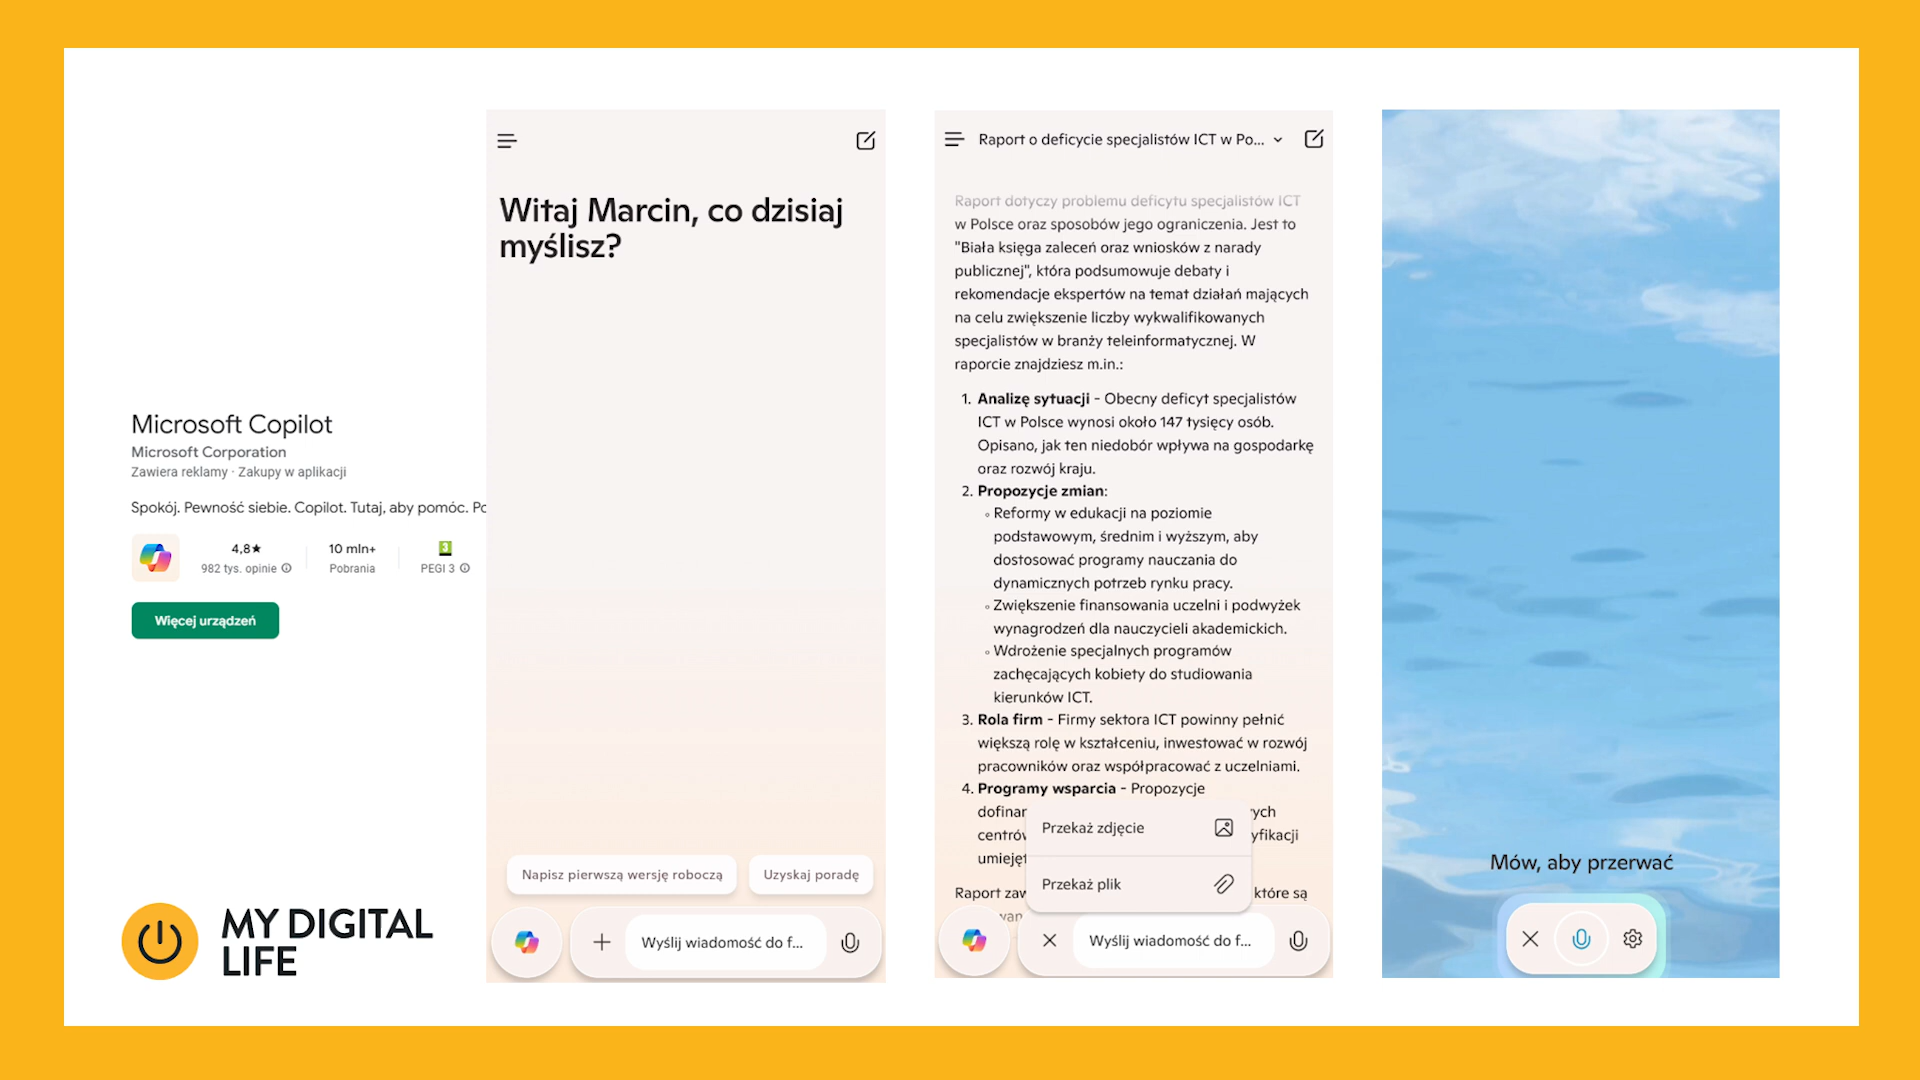 Microsoft Copilot
Microsoft Corporation
Zawiera reklamy · Zakupy w aplikacji
Spokój. Pewność siebie. Copilot. Tutaj, aby pomóc.
4,8★
982 tys. opinie
10 mln+
Pobrania
3
PEGI 3
Więcej urządzeń
MY DIGITAL
LIFE
Witaj Marcin, co dzisiaj
myślisz?
Napisz pierwszą wersję roboczą
Uzyskaj poradę
Wyślij wiadomość do f...
Raport o deficycie specjalistów ICT w Po...
Raport dotyczy problemu deficytu specjalistów ICT
w Polsce oraz sposobów jego ograniczenia. Jest to
"Biała księga zaleceń oraz wniosków z narady
publicznej", która podsumowuje debaty i
rekomendacje ekspertów na temat działań mających
na celu zwiększenie liczby wykwalifikowanych
specjalistów w branży teleinformatycznej. W
raporcie znajdziesz m.in.:
1. Analizę sytuacji - Obecny deficyt specjalistów
ICT w Polsce wynosi około 147 tysięcy osób.
Opisano, jak ten niedobór wpływa na gospodarkę
oraz rozwój kraju.
2. Propozycje zmian:
◦ Reformy w edukacji na poziomie
podstawowym, średnim i wyższym, aby
dostosować programy nauczania do
dynamicznych potrzeb rynku pracy.
◦ Zwiększenie finansowania uczelni i podwyżek
wynagrodzeń dla nauczycieli akademickich.
◦ Wdrożenie specjalnych programów
zachęcających kobiety do studiowania
kierunków ICT.
3. Rola firm - Firmy sektora ICT powinny pełnić
większą rolę w kształceniu, inwestować w rozwój
pracowników oraz współpracować z uczelniami.
4. Programy wsparcia - Propozycje
Raport
które są
Przekaż zdjęcie
Przekaż plik
Wyślij wiadomość do f...
Mów, aby przerwać